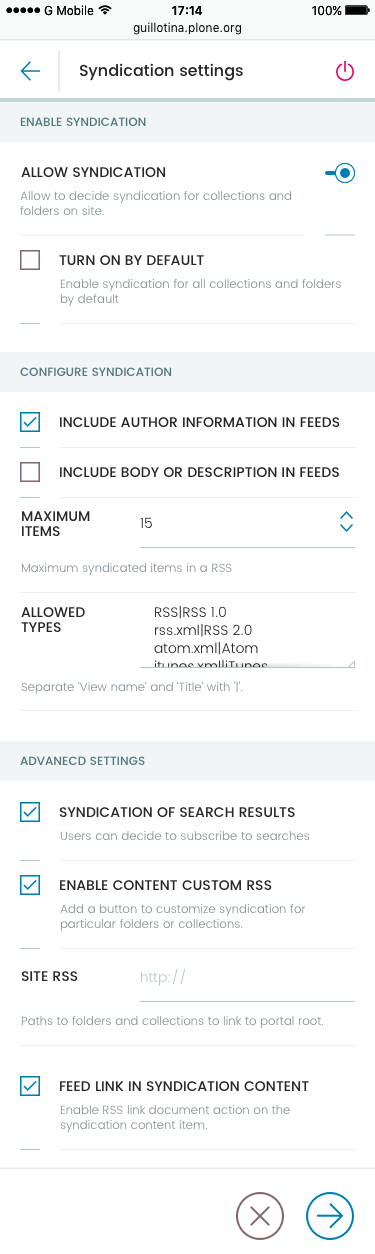 G Mobile 17:14 100%
guillotina.plone.org
Syndication settings
ENABLE SYNDICATION
ALLOW SYNDICATION
Allow to decide syndication for collections and
folders on site.
TURN ON BY DEFAULT
Enable syndication for all collections and folders
by default
CONFIGURE SYNDICATION
INCLUDE AUTHOR INFORMATION IN FEEDS
INCLUDE BODY OR DESCRIPTION IN FEEDS
MAXIMUM
ITEMS
15
Maximum syndicated items in a RSS
ALLOWED
TYPES
RSS|RSS 1.0
rss.xml|RSS 2.0
atom.xml|Atom
itunes.xml|iTunes
Separate 'View name' and 'Title' with '|'.
ADVANECD SETTINGS
SYNDICATION OF SEARCH RESULTS
Users can decide to subscribe to searches
ENABLE CONTENT CUSTOM RSS
Add a button to customize syndication for
particular folders or collections.
SITE RSS
http://
Paths to folders and collections to link to portal root.
FEED LINK IN SYNDICATION CONTENT
Enable RSS link document action on the
syndication content item.